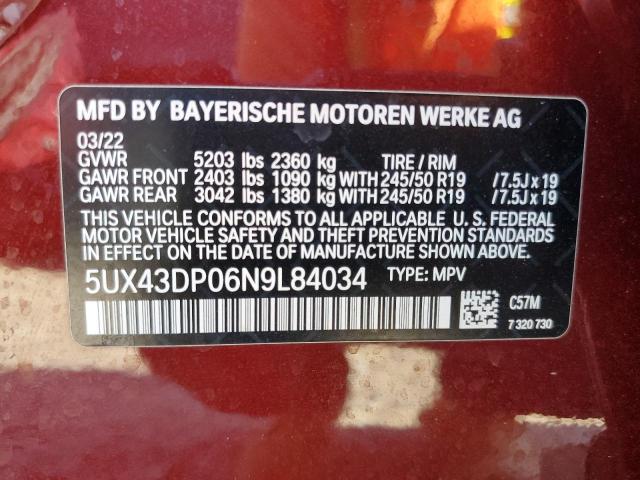 MFD BY BAYERISCHE MOTOREN WERKE AG
03/22
GVWR 5203 lbs 2360 kg TIRE / RIM
GAWR FRONT 2403 lbs 1090 kg WITH 245/50 R19 /7.5J x 19
GAWR REAR 3042 lbs 1380 kg WITH 245/50 R19 /7.5J x 19
THIS VEHICLE CONFORMS TO ALL APPLICABLE U. S. FEDERAL
MOTOR VEHICLE SAFETY AND THEFT PREVENTION STANDARDS
IN EFFECT ON THE DATE OF MANUFACTURE SHOWN ABOVE.
5UX43DP06N9L84034 TYPE: MPV
C57M
7 320 730